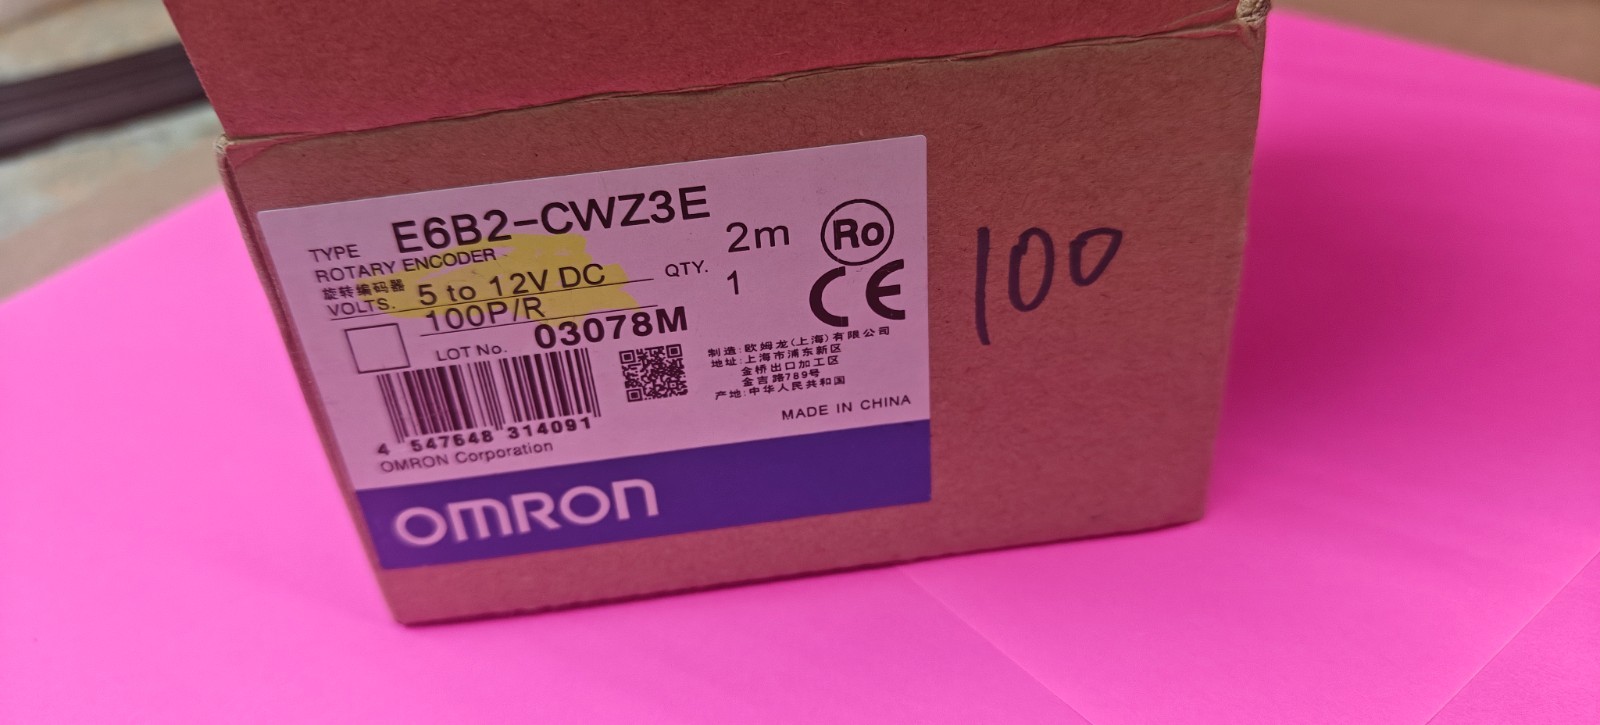 TYPE E6B2-CWZ3E 2m
ROTARY ENCODER
旋转编码器
VOLTS. 5 to 12V DC QTY. 1
100P/R
LOT No. 03078M
Ro
CE
制造:欧姆龙(上海)有限公司
地址:上海市浦东新区
金桥出口加工区
金吉路789号
产地:中华人民共和国
MADE IN CHINA
4 547648 314091
OMRON Corporation
OMRON
100